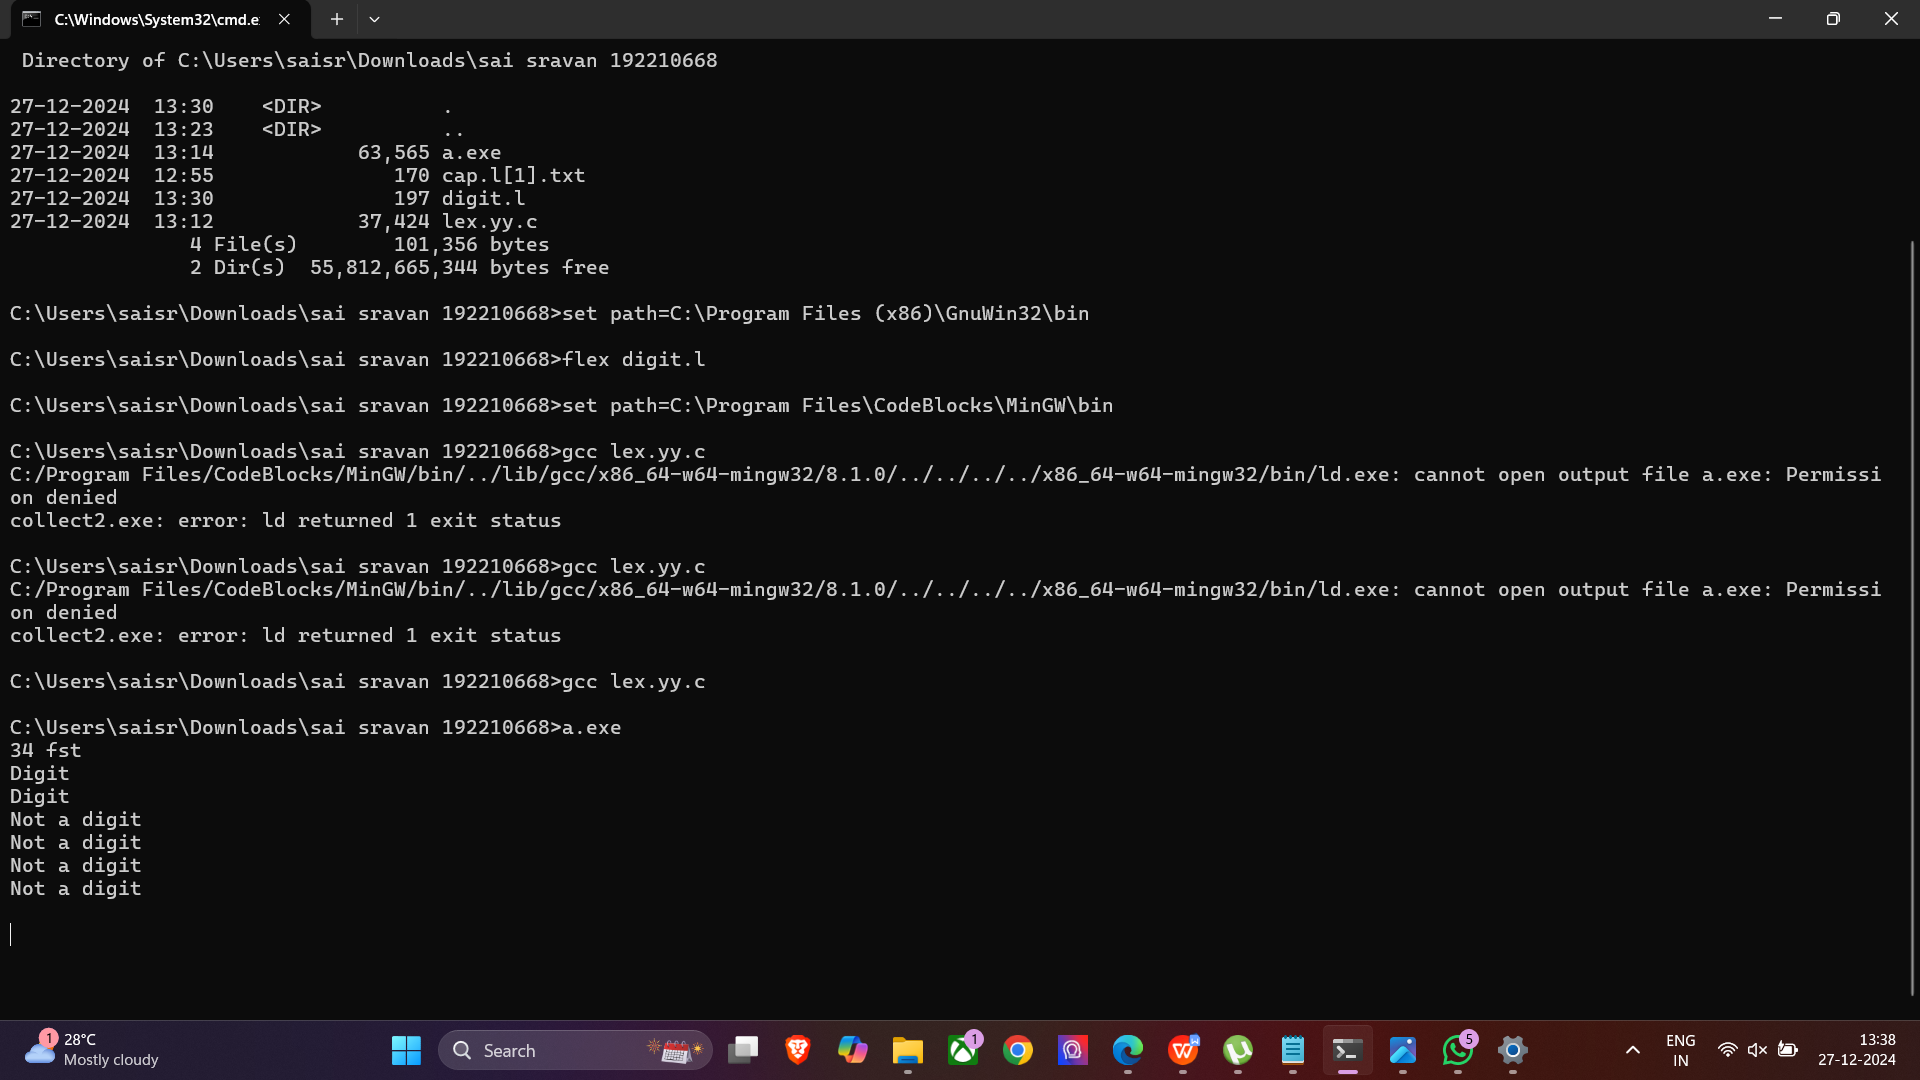 C:\Windows\System32\cmd.e
Directory of C:\Users\saisr\Downloads\sai sravan 192210668
27-12-2024  13:30    <DIR>          .
27-12-2024  13:23    <DIR>          ..
27-12-2024  13:14            63,565 a.exe
27-12-2024  12:55               170 cap.l[1].txt
27-12-2024  13:30               197 digit.l
27-12-2024  13:12            37,424 lex.yy.c
4 File(s)        101,356 bytes
2 Dir(s)  55,812,665,344 bytes free
C:\Users\saisr\Downloads\sai sravan 192210668>set path=C:\Program Files (x86)\GnuWin32\bin
C:\Users\saisr\Downloads\sai sravan 192210668>flex digit.l
C:\Users\saisr\Downloads\sai sravan 192210668>set path=C:\Program Files\CodeBlocks\MinGW\bin
C:\Users\saisr\Downloads\sai sravan 192210668>gcc lex.yy.c
C:/Program Files/CodeBlocks/MinGW/bin/../lib/gcc/x86_64-w64-mingw32/8.1.0/../../../../x86_64-w64-mingw32/bin/ld.exe: cannot open output file a.exe: Permissi
on denied
collect2.exe: error: ld returned 1 exit status
C:\Users\saisr\Downloads\sai sravan 192210668>gcc lex.yy.c
C:/Program Files/CodeBlocks/MinGW/bin/../lib/gcc/x86_64-w64-mingw32/8.1.0/../../../../x86_64-w64-mingw32/bin/ld.exe: cannot open output file a.exe: Permissi
on denied
collect2.exe: error: ld returned 1 exit status
C:\Users\saisr\Downloads\sai sravan 192210668>gcc lex.yy.c
C:\Users\saisr\Downloads\sai sravan 192210668>a.exe
34 fst
Digit
Digit
Not a digit
Not a digit
Not a digit
Not a digit
1
28°C
Mostly cloudy
Search
1
5
ENG
IN
13:38
27-12-2024